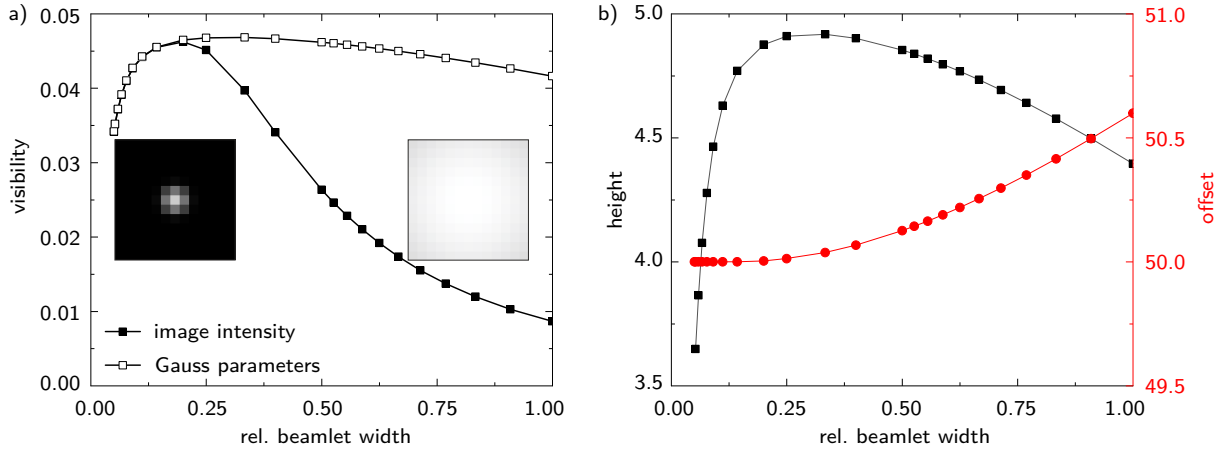 a)
0.05
0.04
0.03
0.02
0.01
0.00
visibility
image intensity
Gauss parameters
0.00 0.25 0.50 0.75 1.00
rel. beamlet width
b)
5.0
4.5
4.0
3.5
height
51.0
50.5
50.0
49.5
offset
0.00 0.25 0.50 0.75 1.00
rel. beamlet width